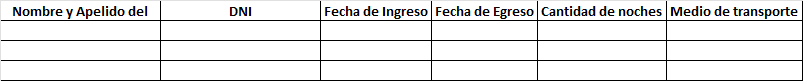 Nombre y Apelido del DNI Fecha de Ingreso Fecha de Egreso Cantidad de noches Medio de transporte